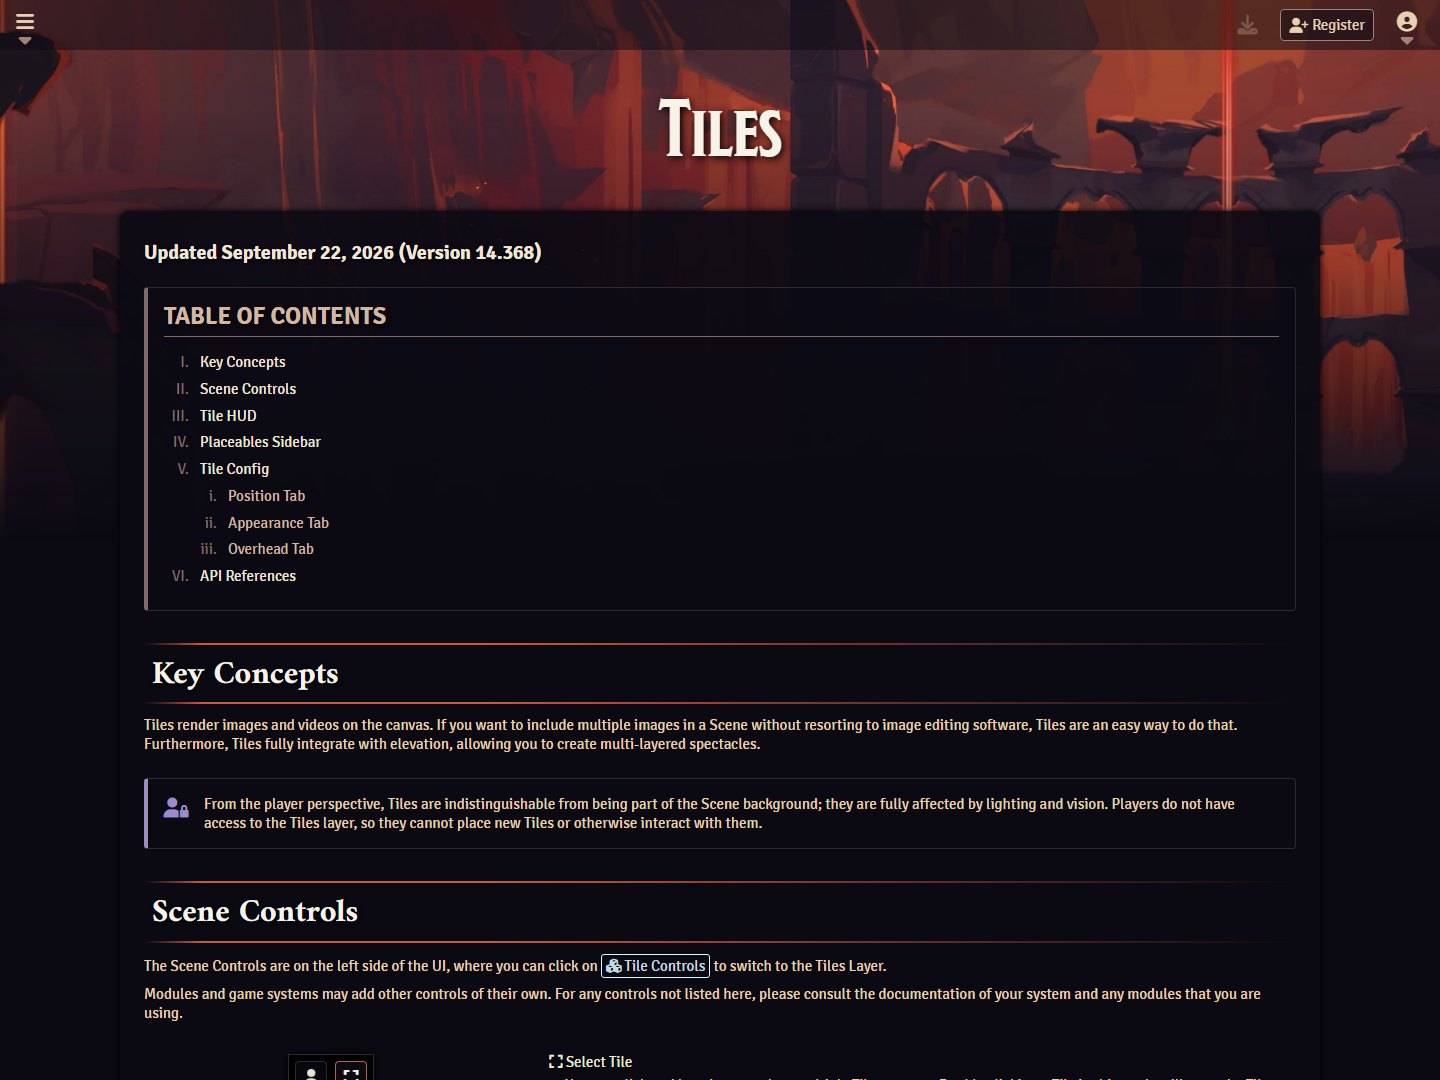 Register
Tiles
Updated September 22, 2026 (Version 14.368)
TABLE OF CONTENTS
I. Key Concepts
II. Scene Controls
III. Tile HUD
IV. Placeables Sidebar
V. Tile Config
i. Position Tab
ii. Appearance Tab
iii. Overhead Tab
VI. API References
Key Concepts
Tiles render images and videos on the canvas. If you want to include multiple images in a Scene without resorting to image editing software, Tiles are an easy way to do that.
Furthermore, Tiles fully integrate with elevation, allowing you to create multi-layered spectacles.
From the player perspective, Tiles are indistinguishable from being part of the Scene background; they are fully affected by lighting and vision. Players do not have
access to the Tiles layer, so they cannot place new Tiles or otherwise interact with them.
Scene Controls
The Scene Controls are on the left side of the UI, where you can click on Tile Controls to switch to the Tiles Layer.
Modules and game systems may add other controls of their own. For any controls not listed here, please consult the documentation of your system and any modules that you are
using.
Select Tile